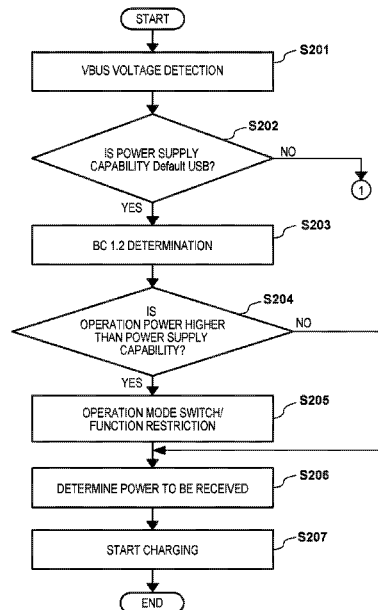 START
S201
VBUS VOLTAGE DETECTION
S202
IS POWER SUPPLY
CAPABILITY Default USB?
NO
1
YES
S203
BC 1.2 DETERMINATION
S204
IS
OPERATION POWER HIGHER
THAN POWER SUPPLY
CAPABILITY?
NO
YES
S205
OPERATION MODE SWITCH/
FUNCTION RESTRICTION
S206
DETERMINE POWER TO BE RECEIVED
S207
START CHARGING
END